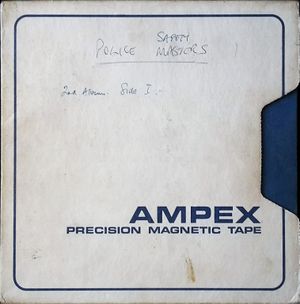 SAFETY
POLICE MASTERS
2nd Album. Side I.
AMPEX
PRECISION MAGNETIC TAPE